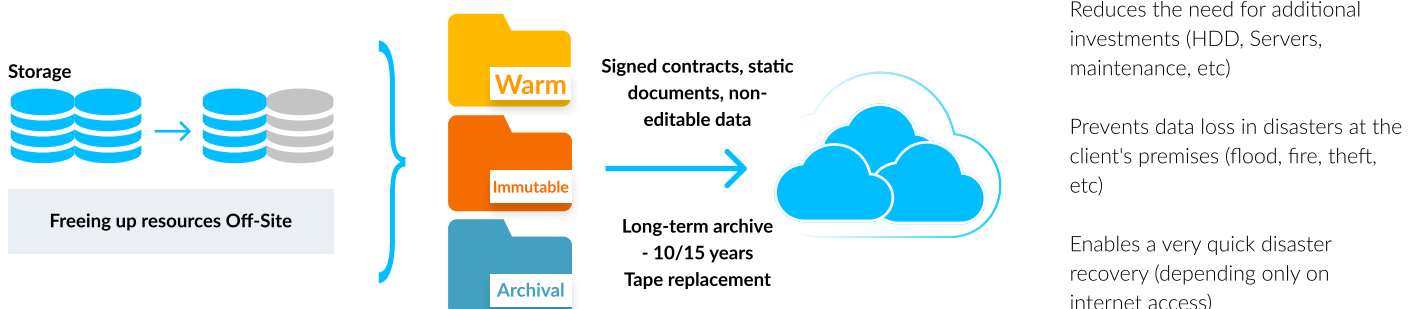 Storage
Freeing up resources Off-Site
Warm
Immutable
Archival
Signed contracts, static
documents, non-
editable data
Long-term archive
- 10/15 years
Tape replacement
Reduces the need for additional
investments (HDD, Servers,
maintenance, etc)
Prevents data loss in disasters at the
client's premises (flood, fire, theft,
etc)
Enables a very quick disaster
recovery (depending only on
internet access)